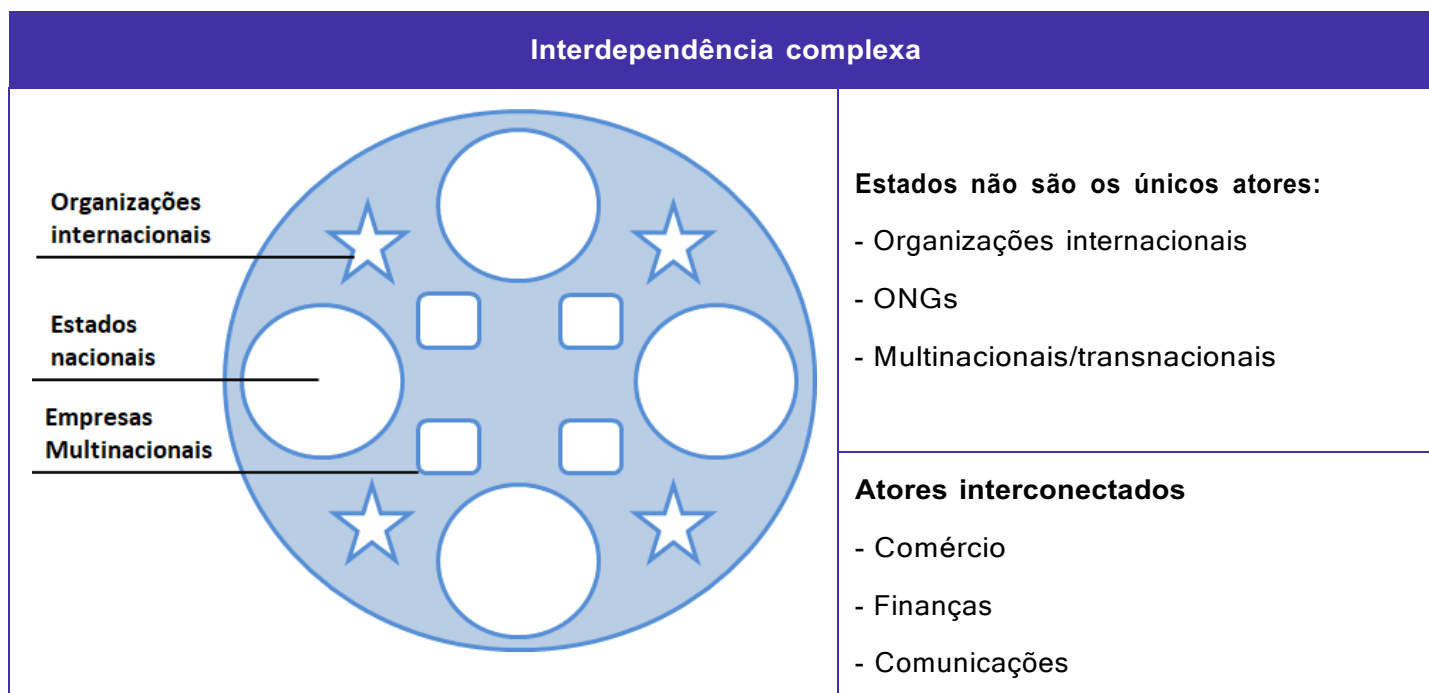 Interdependência complexa
Organizações
internacionais
Estados
nacionais
Empresas
Multinacionais
Estados não são os únicos atores:
- Organizações internacionais
- ONGs
- Multinacionais/transnacionais
Atores interconectados
- Comércio
- Finanças
- Comunicações